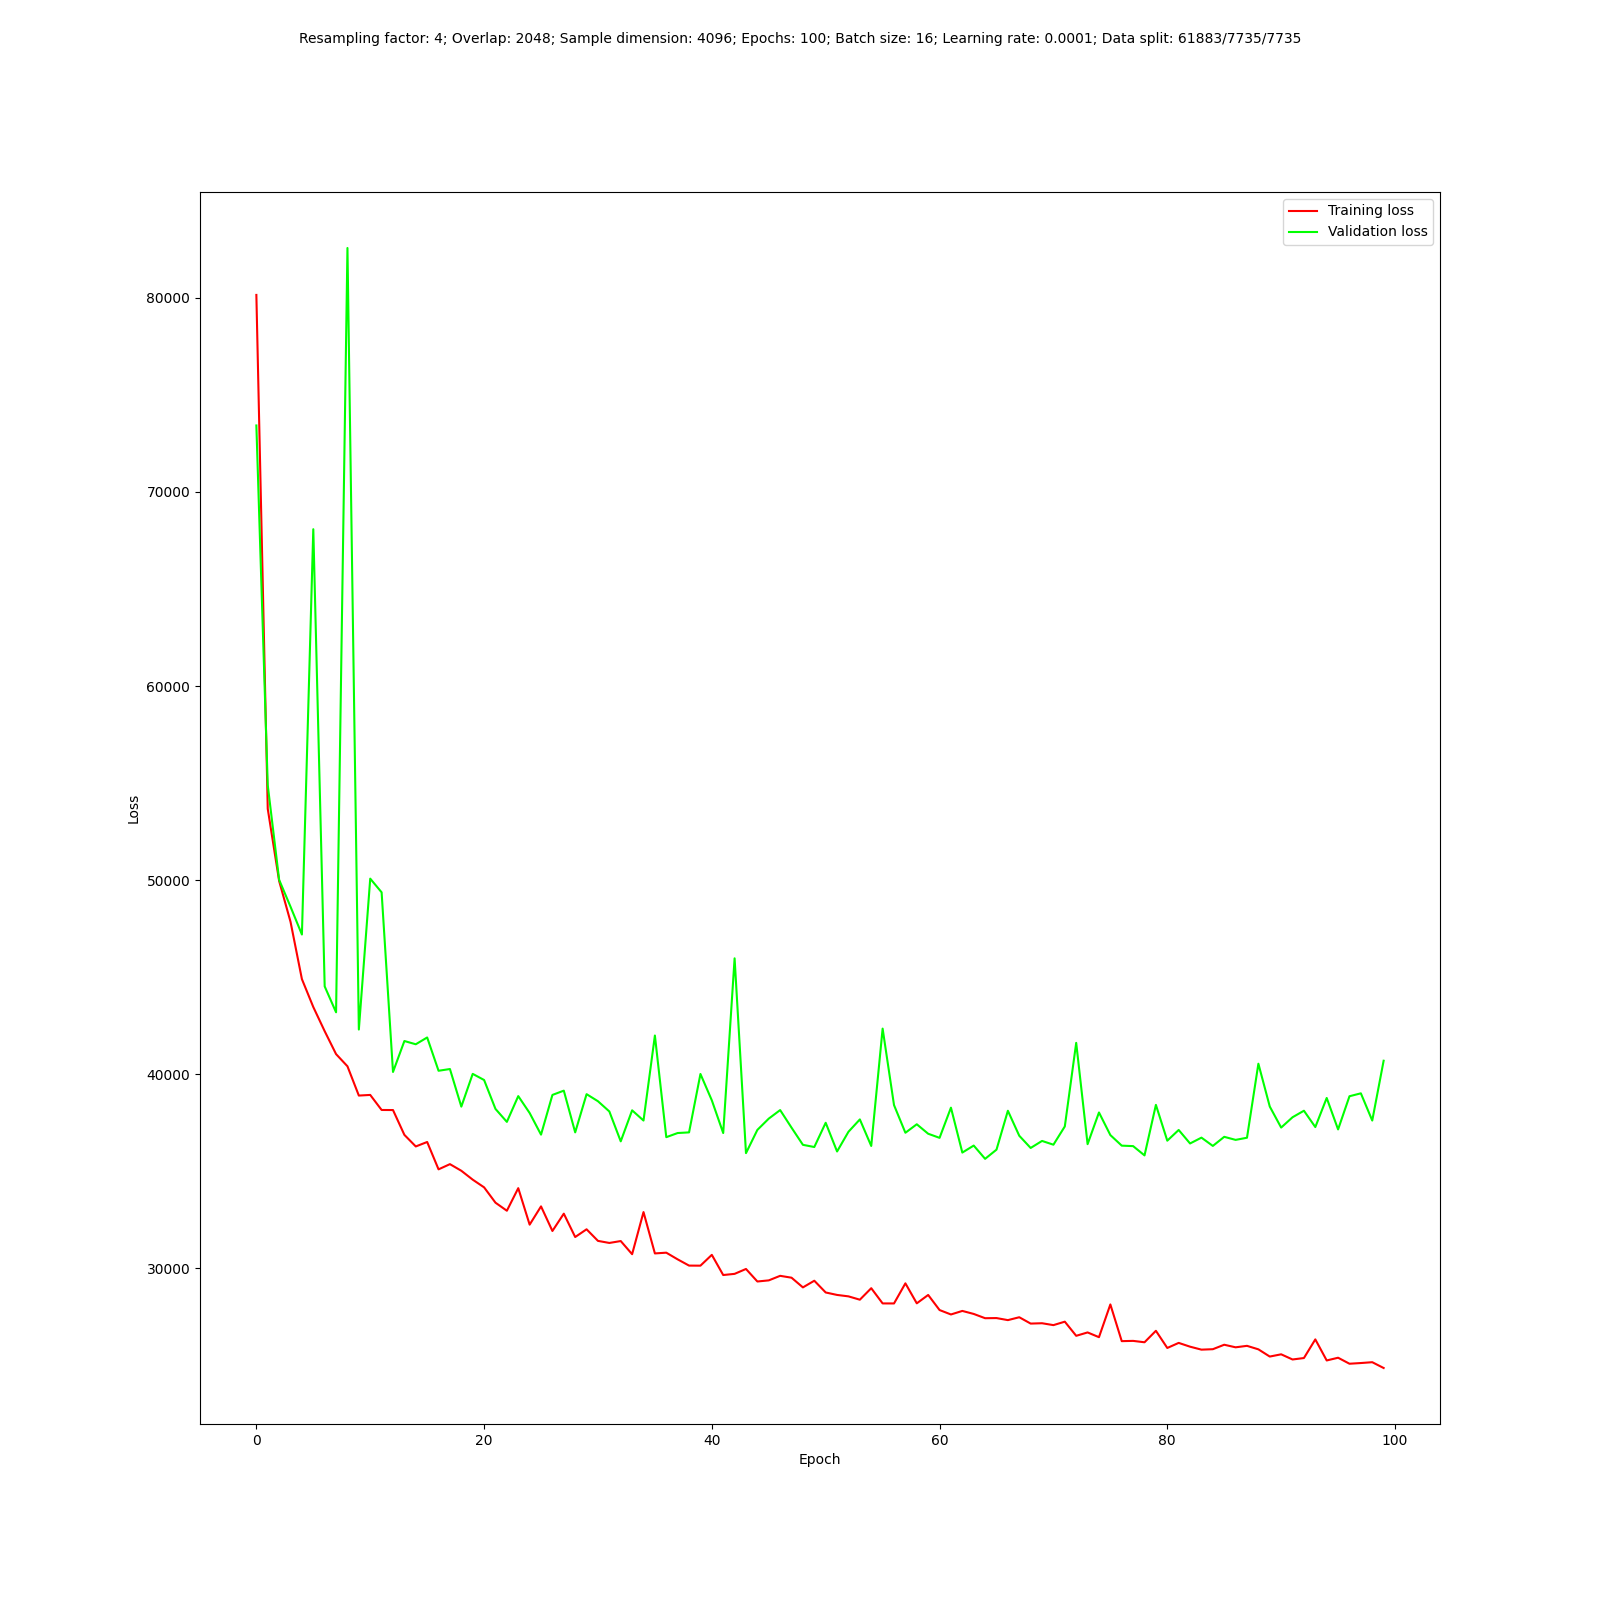 Resampling factor: 4; Overlap: 2048; Sample dimension: 4096; Epochs: 100; Batch size: 16; Learning rate: 0.0001; Data split: 61883/7735/7735
Training loss
Validation loss
80000
70000
60000
50000
40000
30000
Loss
0 20 40 60 80 100
Epoch